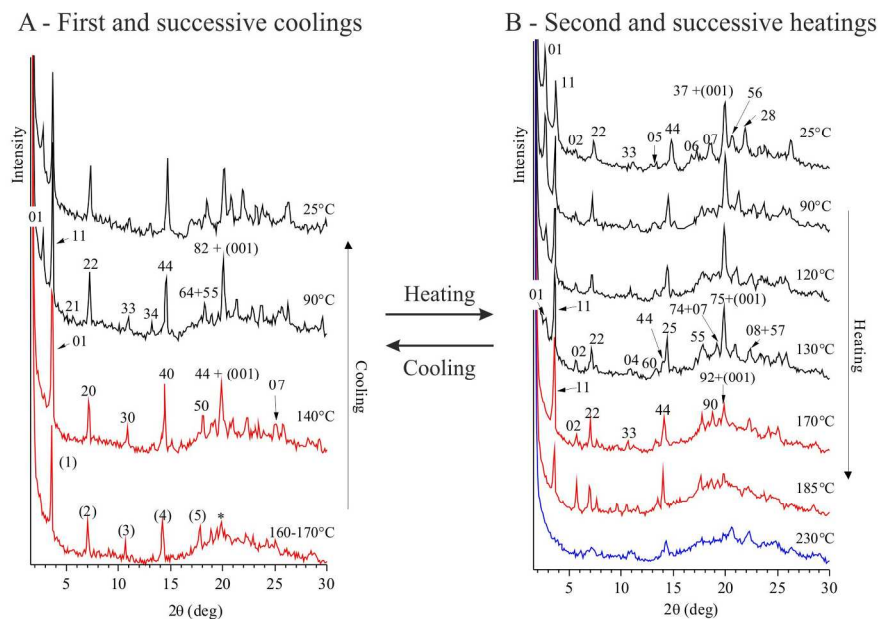 A - First and successive coolings
B - Second and successive heatings
Intensity
01
11
25°C
82 + (001)
22
44
64+55
21
33
34
90°C
01
20
40
44 + (001)
07
30
50
140°C
(1)
(2)
(3)
(4)
(5)
*
160-170°C
Cooling
5
10
15
20
25
30
2θ (deg)
Heating
Cooling
Intensity
01
11
37 +(001)
56
28
02
22
33
05
44
06
07
25°C
90°C
120°C
01
11
75+(001)
74+07
44
25
55
08+57
02
22
04
60
130°C
11
92+(001)
90
02
22
33
44
170°C
185°C
230°C
Heating
5
10
15
20
25
30
2θ (deg)